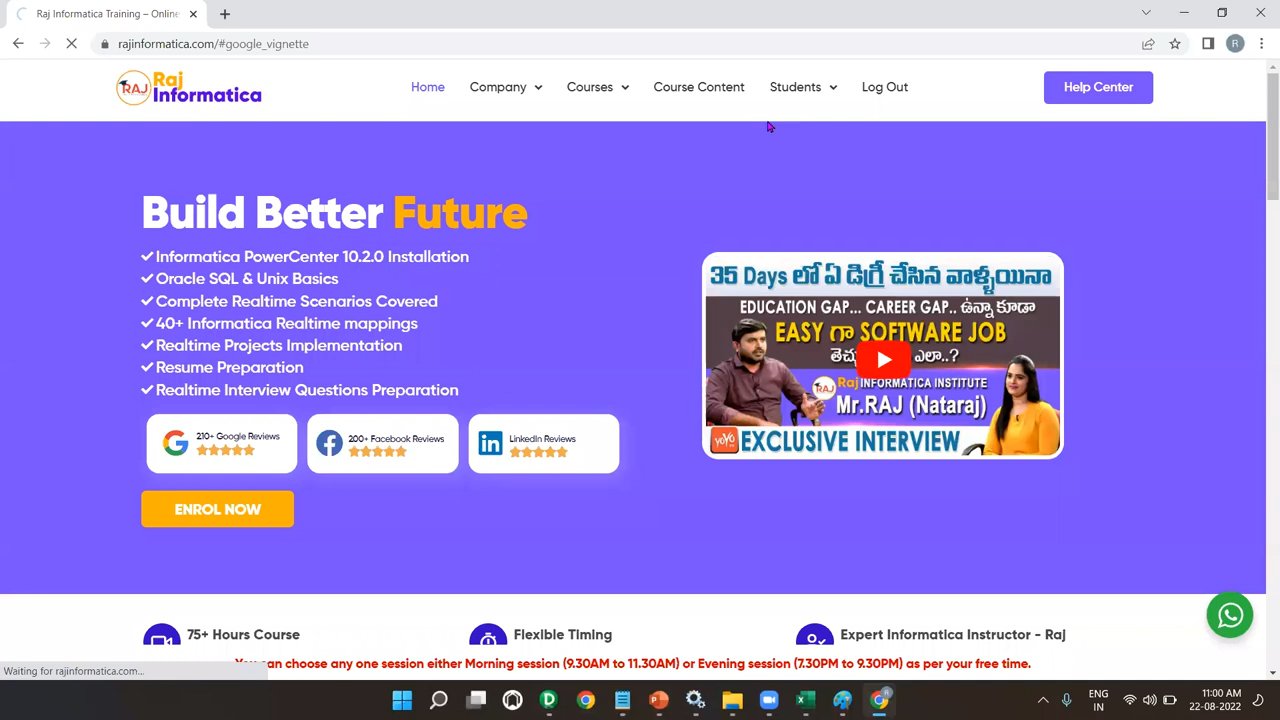 Raj Informatica Training – Online
rajinformatica.com/#google_vignette
R
RAJ
Raj
Informatica
Home
Company
Courses
Course Content
Students
Log Out
Help Center
Build Better Future
Informatica PowerCenter 10.2.0 Installation
Oracle SQL & Unix Basics
Complete Realtime Scenarios Covered
40+ Informatica Realtime mappings
Realtime Projects Implementation
Resume Preparation
Realtime Interview Questions Preparation
210+ Google Reviews
200+ Facebook Reviews
LinkedIn Reviews
ENROL NOW
35 Days లో ఏ డిగ్రీ చేసిన వాళ్ళయినా
EDUCATION GAP... CAREER GAP.. ఉన్నా కూడా
EASY గా SOFTWARE JOB
తెచ్చుకోవడం ఎలా..?
RAJ Raj INFORMATICA INSTITUTE
Mr.RAJ (Nataraj)
YOYO EXCLUSIVE INTERVIEW
75+ Hours Course
Flexible Timing
Expert Informatica Instructor - Raj
You can choose any one session either Morning session (9.30AM to 11.30AM) or Evening session (7.30PM to 9.30PM) as per your free time.
Waiting for rajinformatica.com...
ENG
IN
11:00 AM
22-08-2022